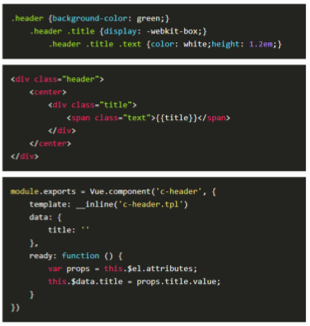 .header {background-color: green;}
.header .title {display: -webkit-box;}
.header .title .text {color: white;height: 1.2em;}
<div class="header">
<center>
<div class="title">
<span class="text">{{title}}</span>
</div>
</center>
</div>
module.exports = Vue.component('c-header', {
template: __inline('c-header.tpl')
data: {
title: ''
},
ready: function () {
var props = this.$el.attributes;
this.$data.title = props.title.value;
}
})